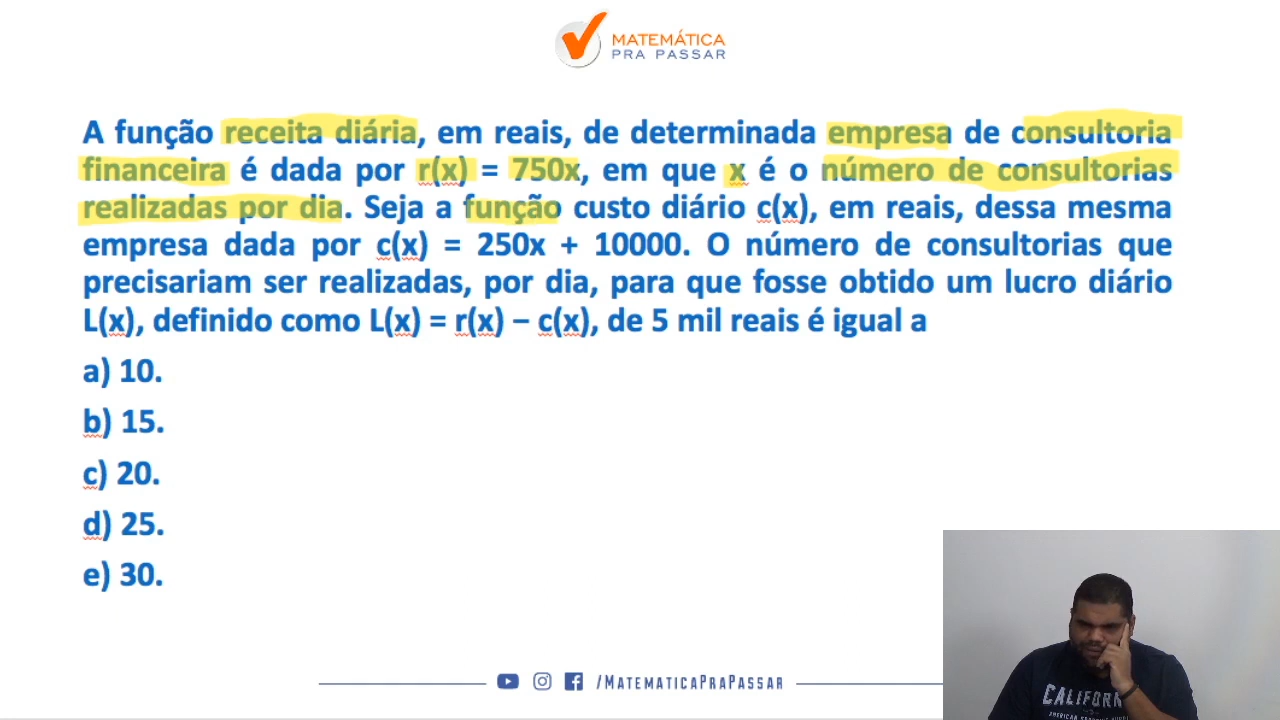 MATEMÁTICA
PRA PASSAR
A função receita diária, em reais, de determinada empresa de consultoria
financeira é dada por r(x) = 750x, em que x é o número de consultorias
realizadas por dia. Seja a função custo diário c(x), em reais, dessa mesma
empresa dada por c(x) = 250x + 10000. O número de consultorias que
precisariam ser realizadas, por dia, para que fosse obtido um lucro diário
L(x), definido como L(x) = r(x) − c(x), de 5 mil reais é igual a
a) 10.
b) 15.
c) 20.
d) 25.
e) 30.
/MATEMATICAPRAPASSAR
CALIFORN